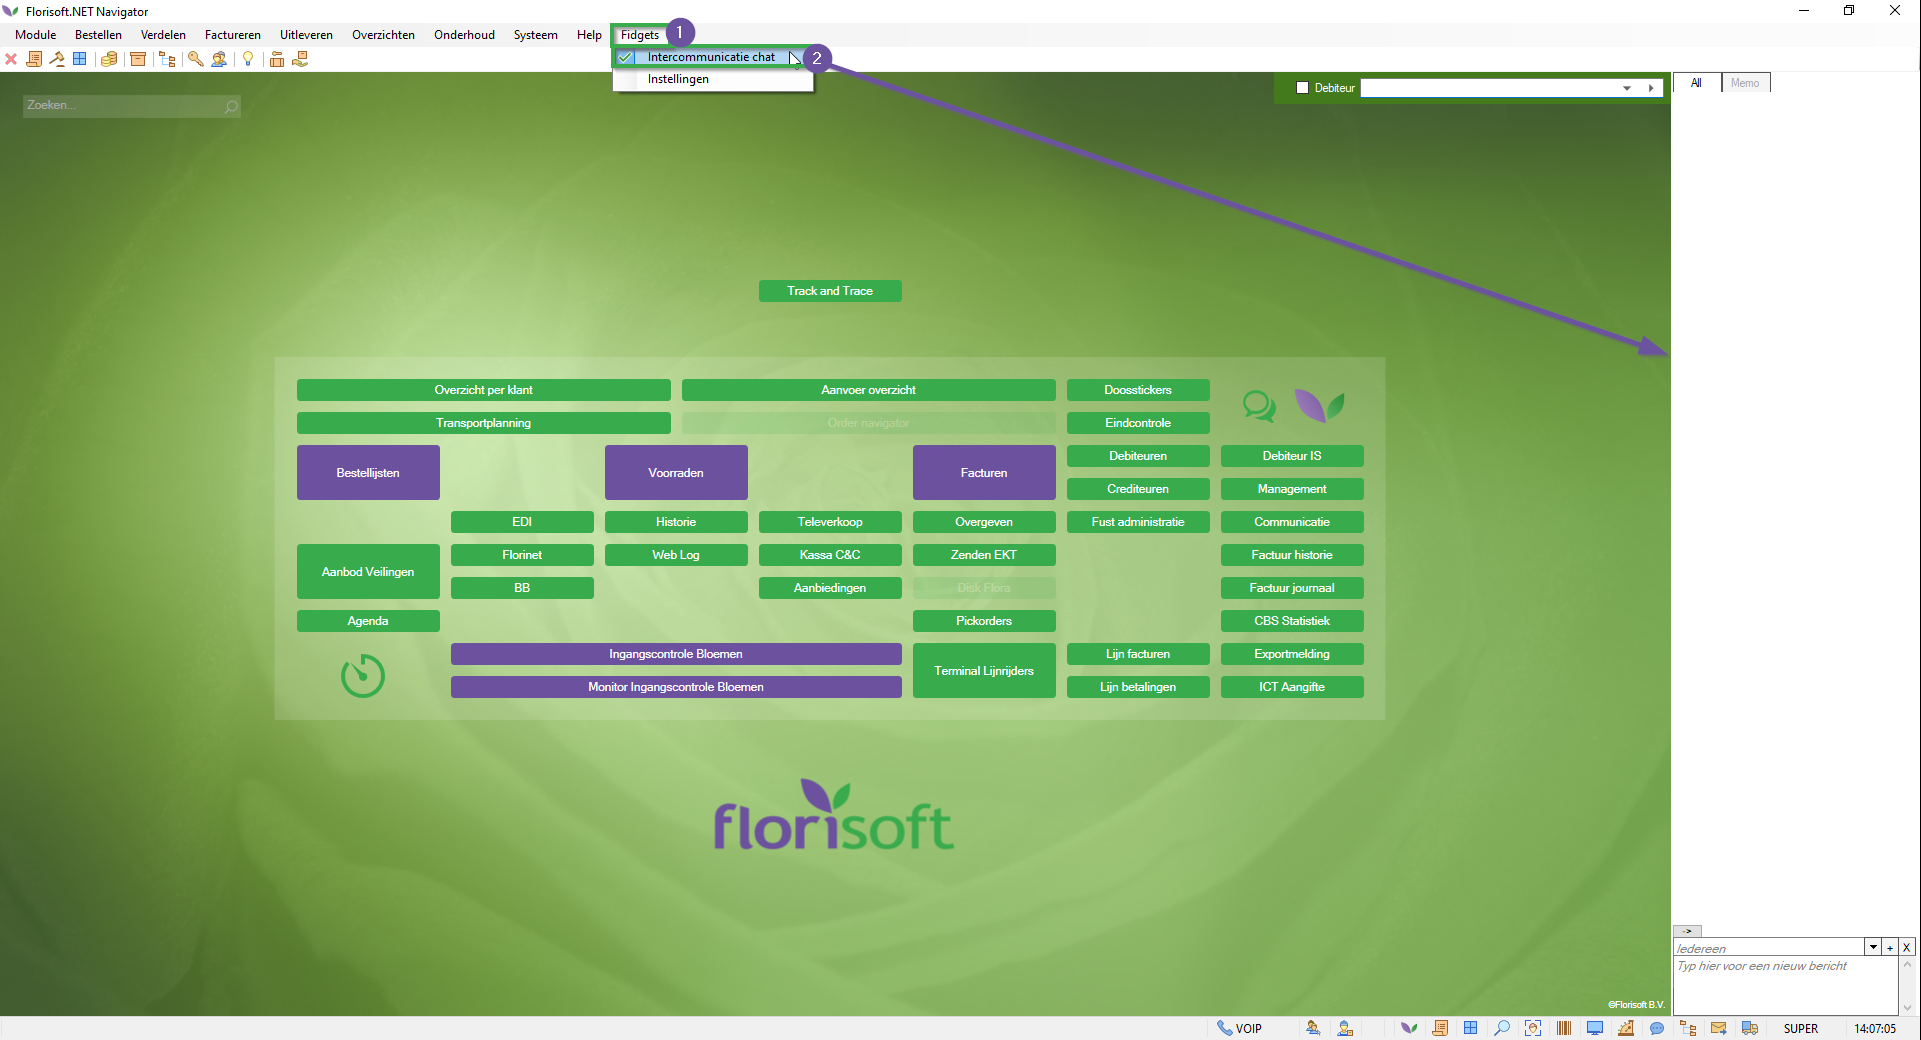 Florisoft.NET Navigator
Module Bestellen Verdelen Factureren Uitleveren Overzichten Onderhoud Systeem Help Fidgets 1
Intercommunicatie chat 2
Instellingen
Zoeken...
Debiteur
All Memo
Track and Trace
Overzicht per klant Aanvoer overzicht Doosstickers
Transportplanning Order navigator Eindcontrole
Bestellijsten Voorraden Facturen
Debiteuren Debiteur IS
Crediteuren Management
EDI Historie Televerkoop Overgeven Fust administratie Communicatie
Aanbod Veilingen
Florinet Web Log Kassa C&C Zenden EKT Factuur historie
BB Aanbiedingen Disk Flora Factuur journaal
Agenda Pickorders CBS Statistiek
Ingangscontrole Bloemen Terminal Lijnrijders Lijn facturen Exportmelding
Monitor Ingangscontrole Bloemen Lijn betalingen ICT Aangifte
florisoft
->
Iedereen + X
Typ hier voor een nieuw bericht
©Florisoft B.V.
VOIP SUPER 14:07:05